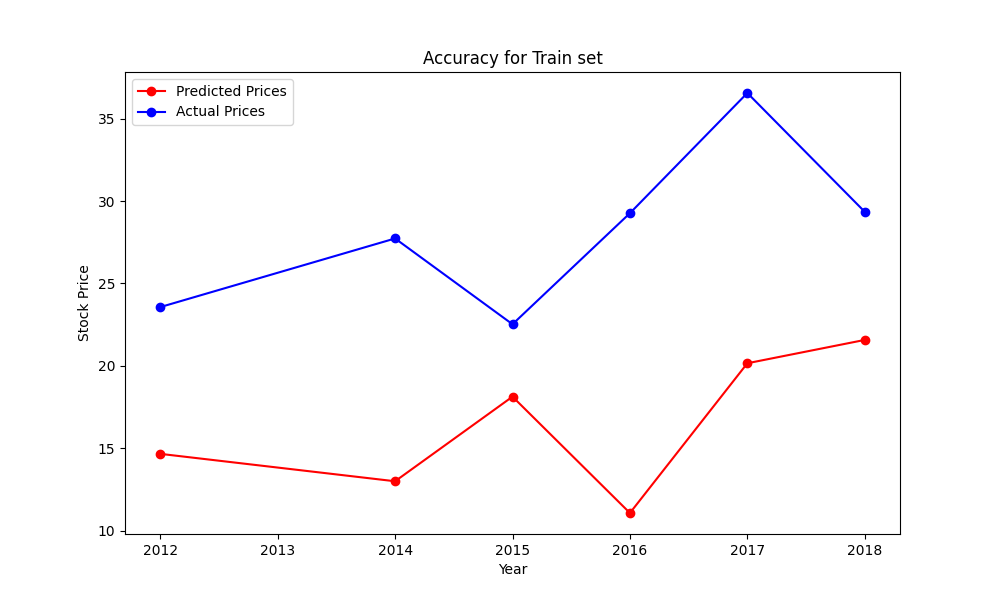 Accuracy for Train set
Predicted Prices
Actual Prices
35
30
25
20
15
10
Stock Price
2012 2013 2014 2015 2016 2017 2018
Year